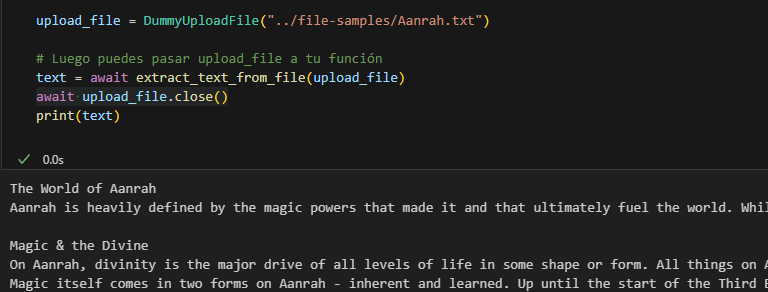 upload_file = DummyUploadFile("../file-samples/Aanrah.txt")
# Luego puedes pasar upload_file a tu función
text = await extract_text_from_file(upload_file)
await upload_file.close()
print(text)
0.0s
The World of Aanrah
Aanrah is heavily defined by the magic powers that made it and that ultimately fuel the world. Whil
Magic & the Divine
On Aanrah, divinity is the major drive of all levels of life in some shape or form. All things on A
Magic itself comes in two forms on Aanrah - inherent and learned. Up until the start of the Third E